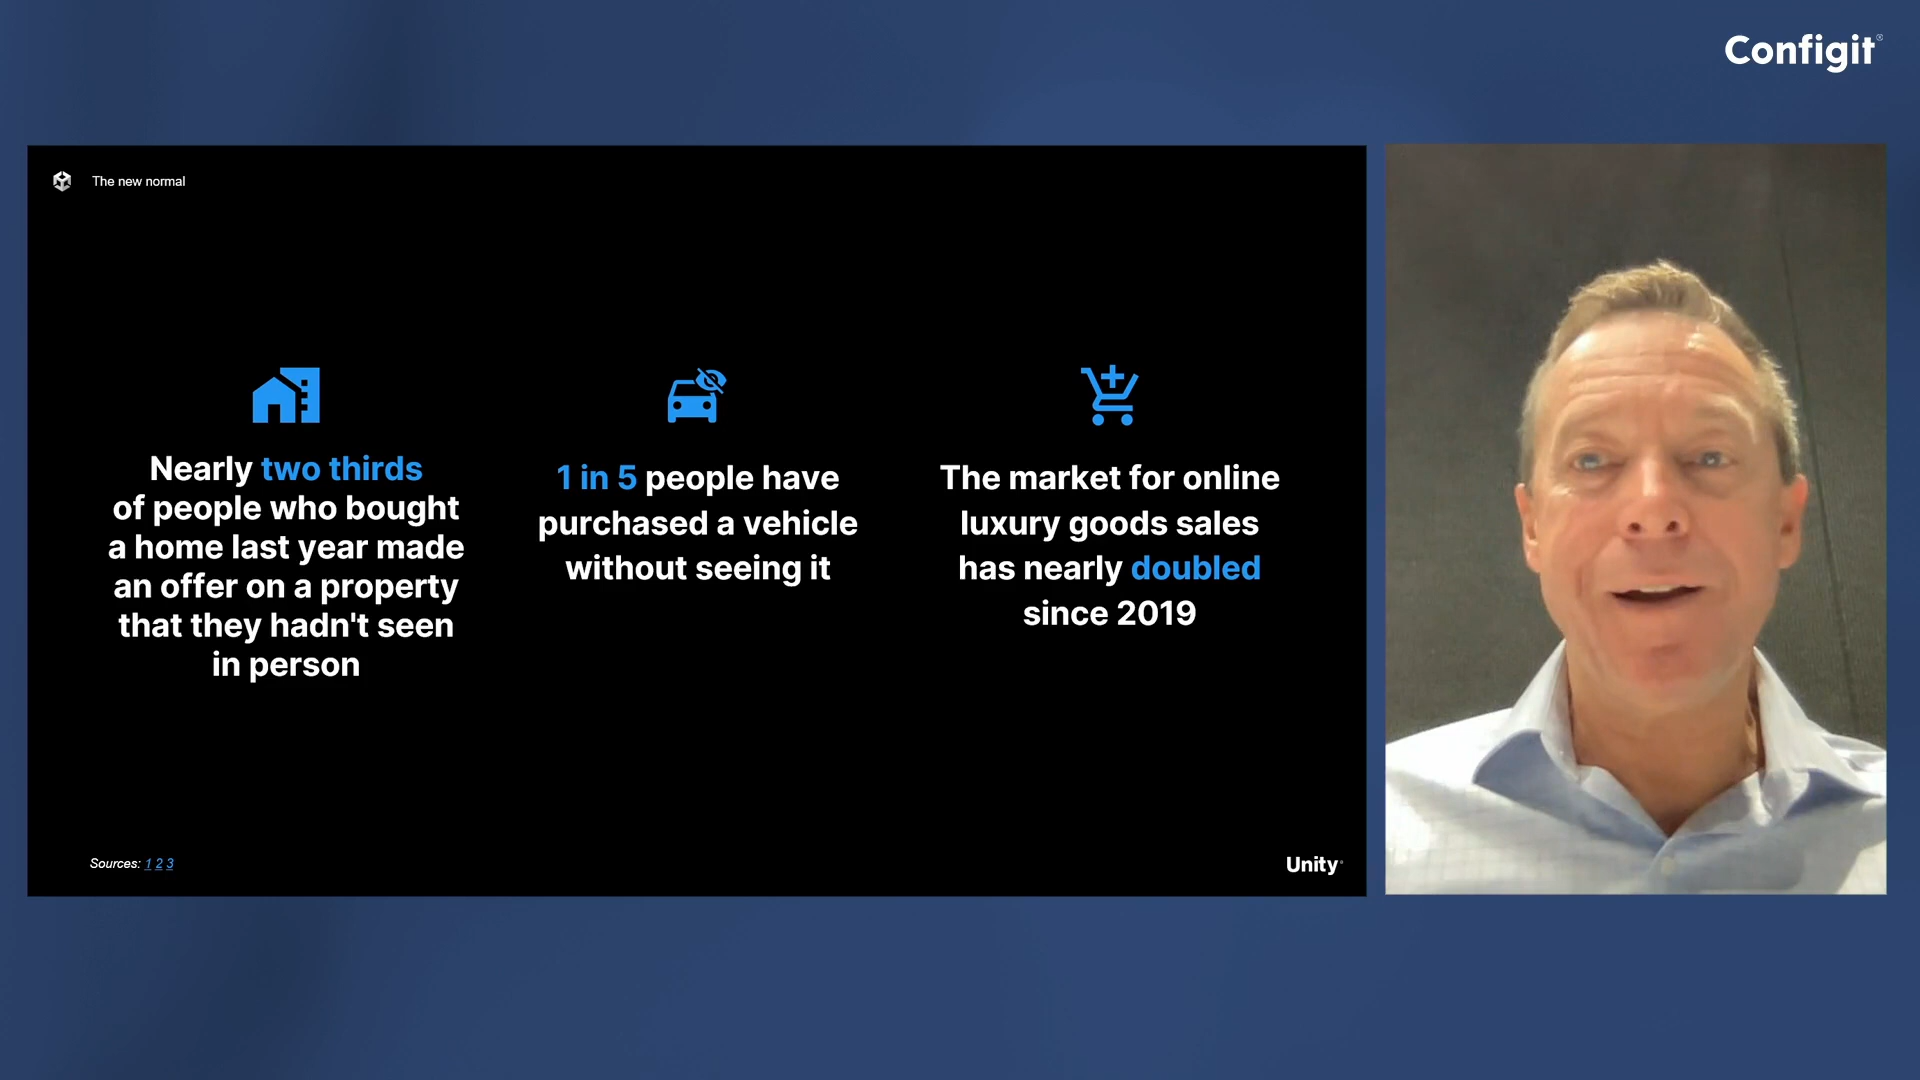 Configit®
The new normal
Nearly two thirds
of people who bought
a home last year made
an offer on a property
that they hadn't seen
in person
1 in 5 people have
purchased a vehicle
without seeing it
The market for online
luxury goods sales
has nearly doubled
since 2019
Sources: 1 2 3
Unity